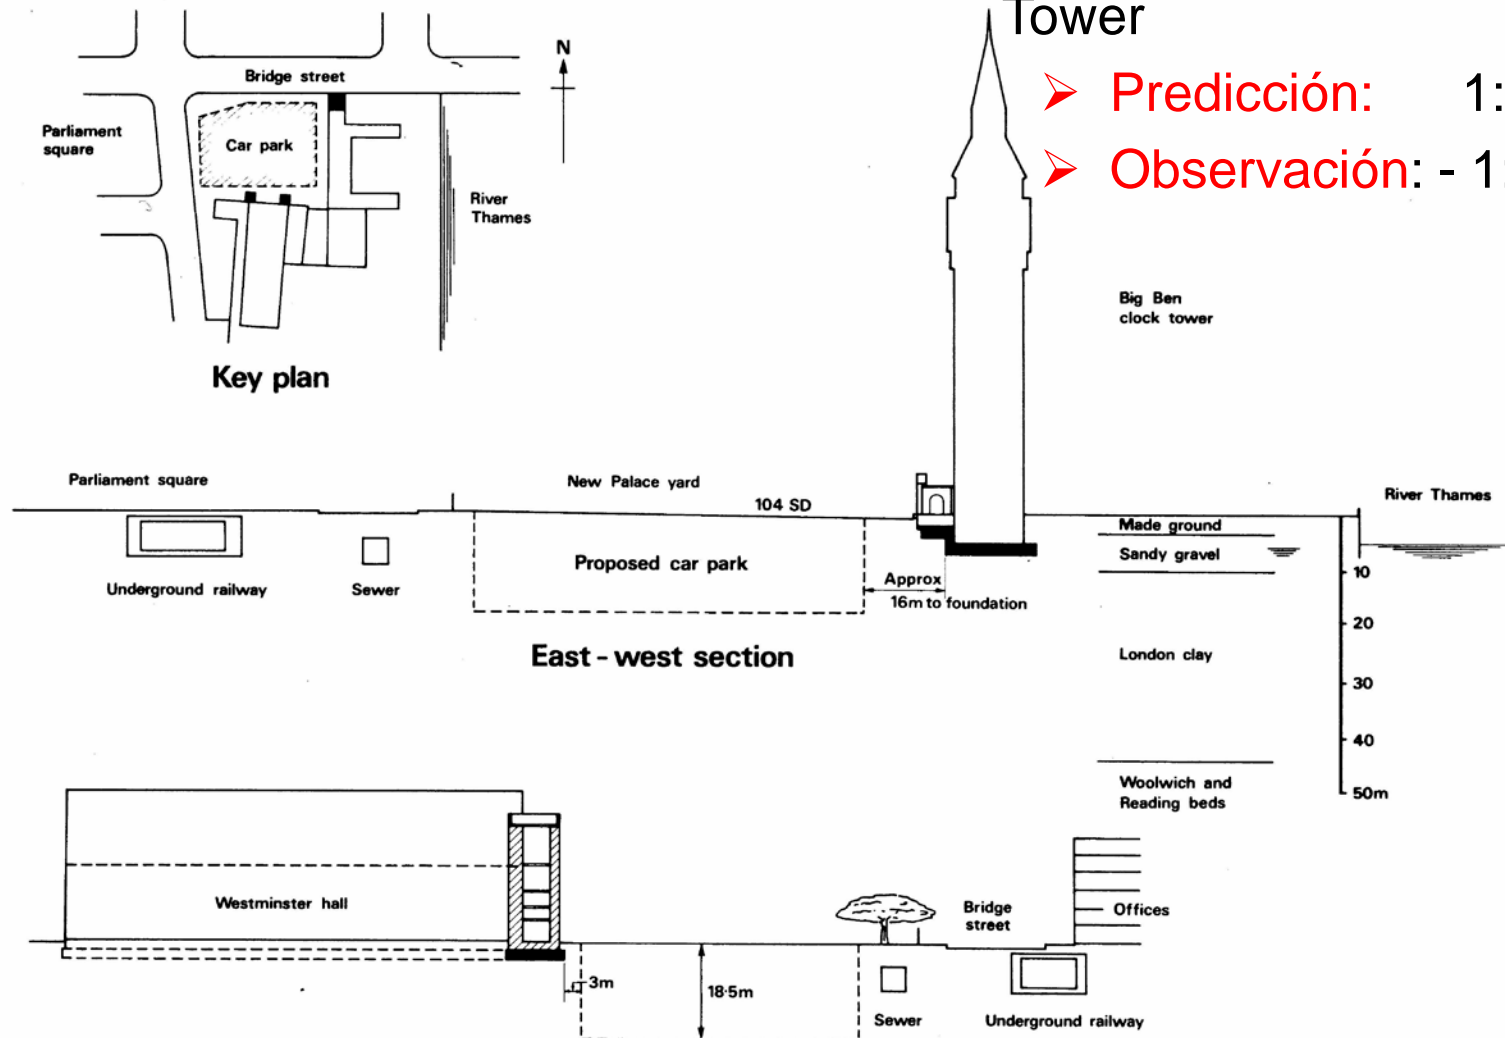 Tower
➤ Predicción: 1:
➤ Observación: - 1:
N
Bridge street
Parliament
square
Car park
River
Thames
Key plan
Big Ben
clock tower
Parliament square
New Palace yard
104 SD
River Thames
Made ground
Sandy gravel
Proposed car park
Underground railway
Sewer
Approx
16m to foundation
10
20
30
40
50m
East - west section
London clay
Woolwich and
Reading beds
Westminster hall
Bridge
street
Offices
3m
18·5m
Sewer
Underground railway